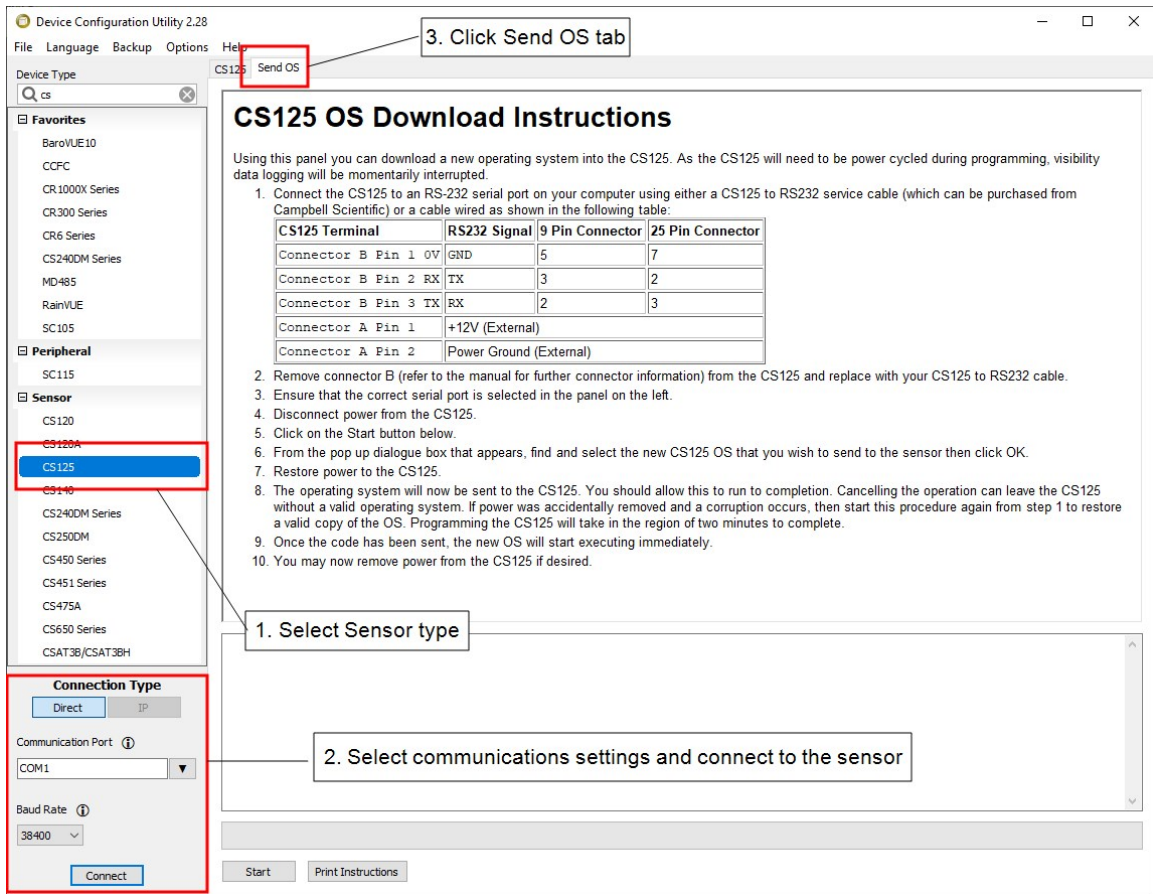 Device Configuration Utility 2.28
File Language Backup Options Help
3. Click Send OS tab
Device Type
cs
CS125 Send OS
Favorites
BaroVUE10
CCFC
CR1000X Series
CR300 Series
CR6 Series
CS240DM Series
MD485
RainVUE
SC105
Peripheral
SC115
Sensor
CS120
CS120A
CS125
CS140
CS240DM Series
CS250DM
CS450 Series
CS451 Series
CS475A
CS650 Series
CSAT3B/CSAT3BH
CS125 OS Download Instructions
Using this panel you can download a new operating system into the CS125. As the CS125 will need to be power cycled during programming, visibility
data logging will be momentarily interrupted.
1. Connect the CS125 to an RS-232 serial port on your computer using either a CS125 to RS232 service cable (which can be purchased from
Campbell Scientific) or a cable wired as shown in the following table:
CS125 Terminal RS232 Signal 9 Pin Connector 25 Pin Connector
Connector B Pin 1 0V GND 5 7
Connector B Pin 2 RX TX 3 2
Connector B Pin 3 TX RX 2 3
Connector A Pin 1 +12V (External)
Connector A Pin 2 Power Ground (External)
2. Remove connector B (refer to the manual for further connector information) from the CS125 and replace with your CS125 to RS232 cable.
3. Ensure that the correct serial port is selected in the panel on the left.
4. Disconnect power from the CS125.
5. Click on the Start button below.
6. From the pop up dialogue box that appears, find and select the new CS125 OS that you wish to send to the sensor then click OK.
7. Restore power to the CS125.
8. The operating system will now be sent to the CS125. You should allow this to run to completion. Cancelling the operation can leave the CS125
without a valid operating system. If power was accidentally removed and a corruption occurs, then start this procedure again from step 1 to restore
a valid copy of the OS. Programming the CS125 will take in the region of two minutes to complete.
9. Once the code has been sent, the new OS will start executing immediately.
10. You may now remove power from the CS125 if desired.
1. Select Sensor type
Connection Type
Direct IP
Communication Port
COM1
2. Select communications settings and connect to the sensor
Baud Rate
38400
Connect
Start Print Instructions